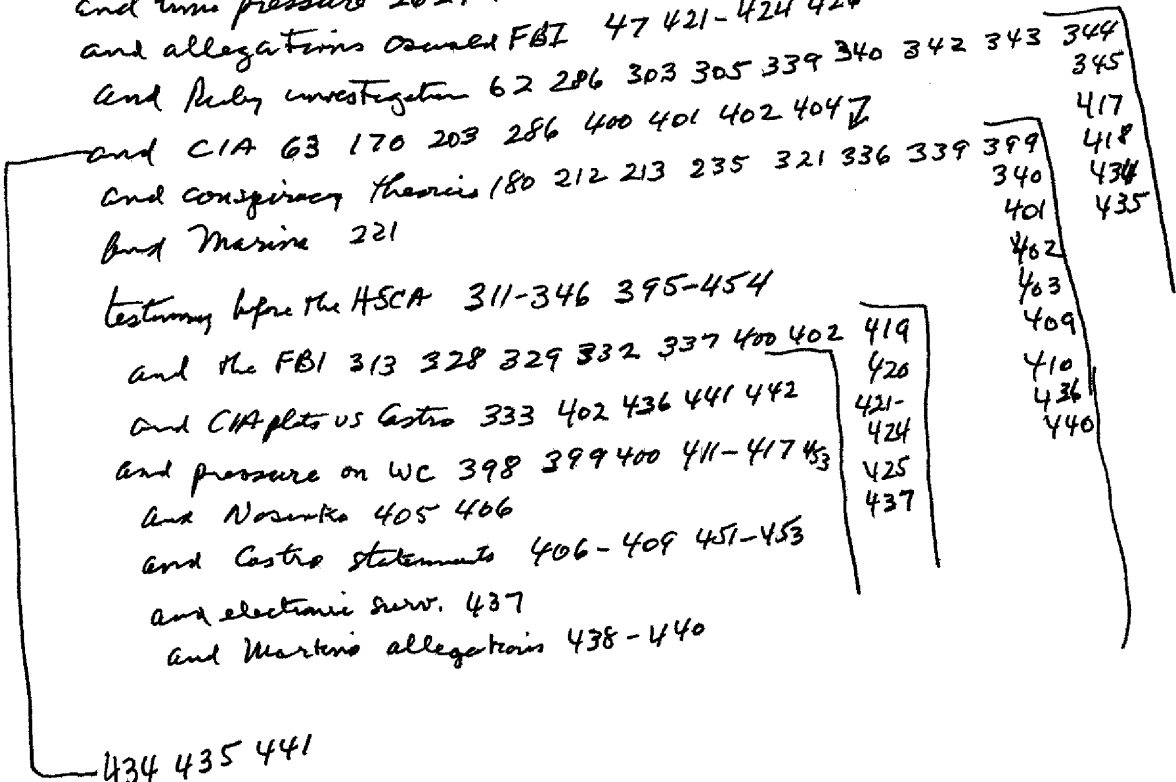 and time pressure
and allegations Oswald FBI 47 421-424
and Ruby investigation 62 286 303 305 339 340 342 343 344
345
417
418
434
435
and CIA 63 170 203 286 400 401 402 404
and conspiracy theories 180 212 213 235 321 336 339 399
340
401
402
403
409
410
436
440
and Marina 221
testimony before the HSCA 311-346 395-454
and the FBI 313 328 329 332 337 400 402 419
420
421-
424
425
437
and CIA plots vs Castro 333 402 436 441 442
and pressure on WC 398 399 400 411-417 453
and Nosenko 405 406
and Castro statements 406-409 451-453
and electronic surv. 437
and Martino allegations 438-440
434 435 441